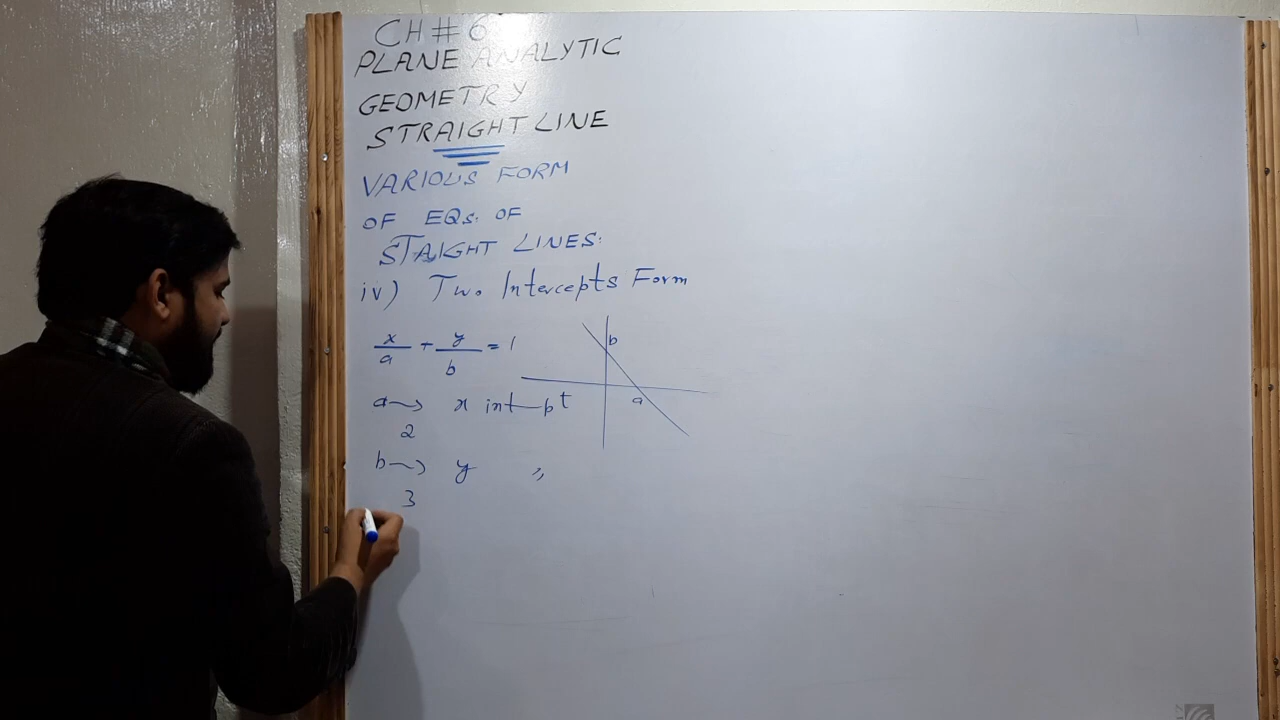 CH # 6
PLANE ANALYTIC
GEOMETRY
STRAIGHT LINE
VARIOUS FORM
OF EQs. OF
STAIGHT LINES:
iv) Two Intercepts Form
x/a + y/b = 1
b
a
a → x int—pt
2
b → y "
3